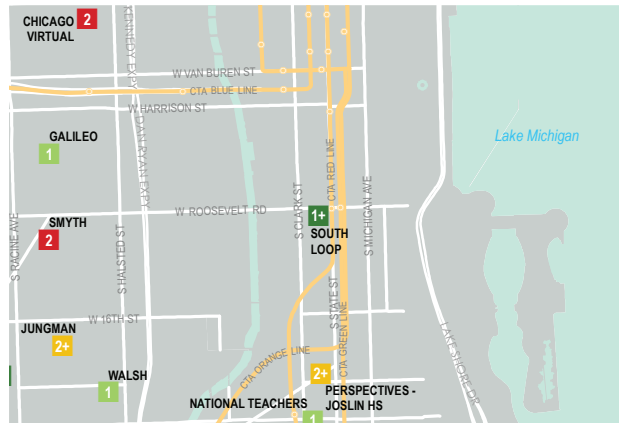 CHICAGO
VIRTUAL
2
KENNEDY EXPY
W VAN BUREN ST
CTA BLUE LINE
W HARRISON ST
DAN RYAN EXPY
GALILEO
1
Lake Michigan
CTA RED LINE
S CLARK ST
S MICHIGAN AVE
W ROOSEVELT RD
1+
SOUTH
LOOP
SMYTH
2
S RACINE AVE
S HALSTED ST
W 16TH ST
S STATE ST
CTA GREEN LINE
LAKE SHORE DR
JUNGMAN
2+
CTA ORANGE LINE
WALSH
1
2+
PERSPECTIVES -
JOSLIN HS
NATIONAL TEACHERS
1